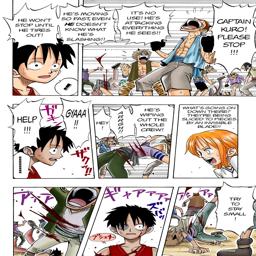 CAPTAIN
KURO!
PLEASE
STOP
!!!
IT'S NO
USE! HE'S
ATTACKING
EVERYTHING
HE SEES!!
HE'S MOVING
SO FAST, EVEN
HE DOESN'T
KNOW WHAT
HE'S
SLASHING!!
HE WON'T
STOP UNTIL
HE TIRES
OUT!
WHAT'S GOING ON
DOWN THERE?
THEY'RE BEING
SLICED TO PIECES
BY AN INVISIBLE
BLADE!!
HE'S
WIPING OUT
THE WHOLE
CREW!
HEY!
GYAAA
!!
HELP
!!!
TRY TO
STAY
SMALL
!